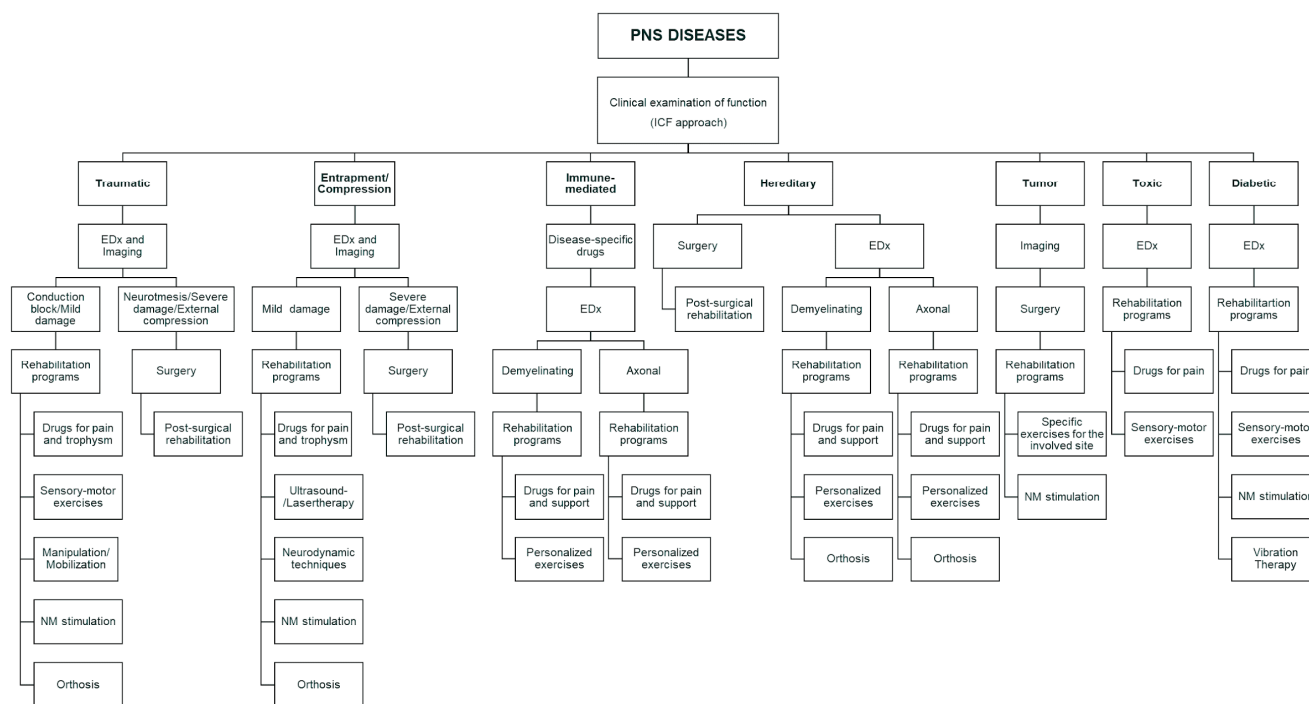 PNS DISEASES
Clinical examination of function
(ICF approach)
Traumatic
Entrapment/
Compression
Immune-
mediated
Hereditary
Tumor
Toxic
Diabetic
EDx and
Imaging
EDx and
Imaging
Disease-specific
drugs
Surgery
EDx
Imaging
EDx
EDx
Conduction
block/Mild
damage
Neurotmesis/Severe
damage/External
compression
Mild damage
Severe
damage/External
compression
EDx
Post-surgical
rehabilitation
Demyelinating
Axonal
Surgery
Rehabilitation
programs
Rehabilitartion
programs
Rehabilitation
programs
Surgery
Rehabilitation
programs
Surgery
Demyelinating
Axonal
Rehabilitation
programs
Rehabilitation
programs
Rehabilitation
programs
Drugs for pain
Drugs for pain
Drugs for pain
and trophysm
Post-surgical
rehabilitation
Drugs for pain
and trophysm
Post-surgical
rehabilitation
Rehabilitation
programs
Rehabilitation
programs
Drugs for pain
and support
Drugs for pain
and support
Specific
exercises for the
involved site
Sensory-motor
exercises
Sensory-motor
exercises
Sensory-motor
exercises
Ultrasound-
/Lasertherapy
Drugs for pain
and support
Drugs for pain
and support
Personalized
exercises
Personalized
exercises
NM stimulation
NM stimulation
Manipulation/
Mobilization
Neurodynamic
techniques
Personalized
exercises
Personalized
exercises
Orthosis
Orthosis
Vibration
Therapy
NM stimulation
NM stimulation
Orthosis
Orthosis